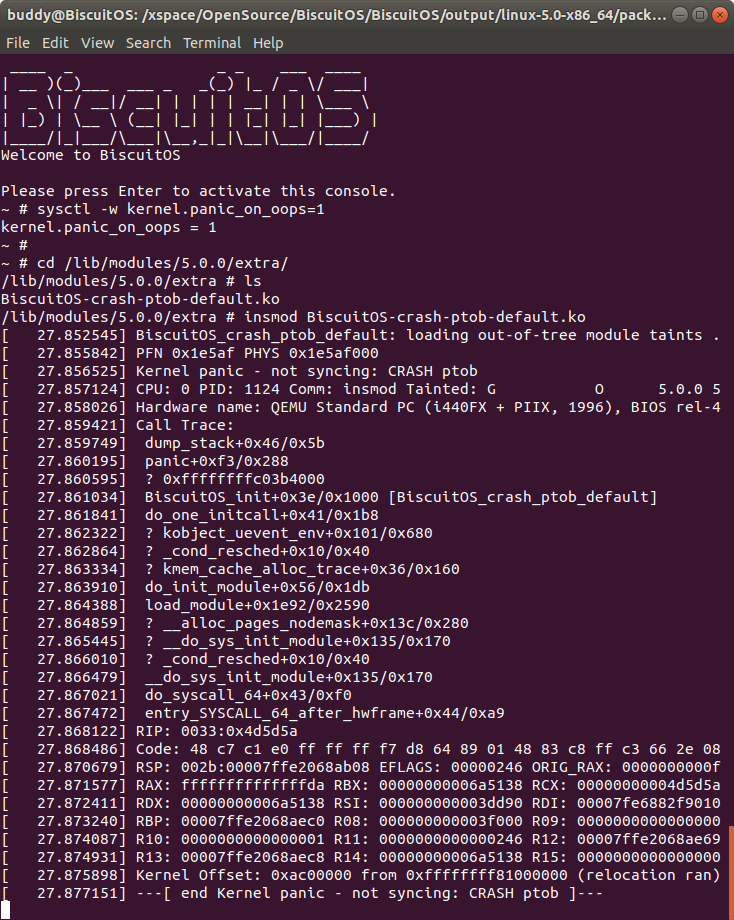 buddy@BiscuitOS: /xspace/OpenSource/BiscuitOS/BiscuitOS/output/linux-5.0-x86_64/pack...
File Edit View Search Terminal Help
BiscuitOS
Welcome to BiscuitOS
Please press Enter to activate this console.
~ # sysctl -w kernel.panic_on_oops=1
kernel.panic_on_oops = 1
~ #
~ # cd /lib/modules/5.0.0/extra/
/lib/modules/5.0.0/extra # ls
BiscuitOS-crash-ptob-default.ko
/lib/modules/5.0.0/extra # insmod BiscuitOS-crash-ptob-default.ko
[   27.852545] BiscuitOS_crash_ptob_default: loading out-of-tree module taints .
[   27.855842] PFN 0x1e5af PHYS 0x1e5af000
[   27.856525] Kernel panic - not syncing: CRASH ptob
[   27.857124] CPU: 0 PID: 1124 Comm: insmod Tainted: G           O      5.0.0 5
[   27.858026] Hardware name: QEMU Standard PC (i440FX + PIIX, 1996), BIOS rel-4
[   27.859421] Call Trace:
[   27.859749]  dump_stack+0x46/0x5b
[   27.860195]  panic+0xf3/0x288
[   27.860595]  ? 0xffffffffc03b4000
[   27.861034]  BiscuitOS_init+0x3e/0x1000 [BiscuitOS_crash_ptob_default]
[   27.861841]  do_one_initcall+0x41/0x1b8
[   27.862322]  ? kobject_uevent_env+0x101/0x680
[   27.862864]  ? _cond_resched+0x10/0x40
[   27.863334]  ? kmem_cache_alloc_trace+0x36/0x160
[   27.863910]  do_init_module+0x56/0x1db
[   27.864388]  load_module+0x1e92/0x2590
[   27.864859]  ? __alloc_pages_nodemask+0x13c/0x280
[   27.865445]  ? __do_sys_init_module+0x135/0x170
[   27.866010]  ? _cond_resched+0x10/0x40
[   27.866479]  __do_sys_init_module+0x135/0x170
[   27.867021]  do_syscall_64+0x43/0xf0
[   27.867472]  entry_SYSCALL_64_after_hwframe+0x44/0xa9
[   27.868122] RIP: 0033:0x4d5d5a
[   27.868486] Code: 48 c7 c1 e0 ff ff ff f7 d8 64 89 01 48 83 c8 ff c3 66 2e 08
[   27.870679] RSP: 002b:00007ffe2068ab08 EFLAGS: 00000246 ORIG_RAX: 0000000000f
[   27.871577] RAX: ffffffffffffffda RBX: 00000000006a5138 RCX: 00000000004d5d5a
[   27.872411] RDX: 00000000006a5138 RSI: 000000000003dd90 RDI: 00007fe6882f9010
[   27.873240] RBP: 00007ffe2068aec0 R08: 000000000003f000 R09: 0000000000000000
[   27.874087] R10: 0000000000000001 R11: 0000000000000246 R12: 00007ffe2068ae69
[   27.874931] R13: 00007ffe2068aec8 R14: 00000000006a5138 R15: 0000000000000000
[   27.875898] Kernel Offset: 0xac00000 from 0xffffffff81000000 (relocation ran)
[   27.877151] ---[ end Kernel panic - not syncing: CRASH ptob ]---